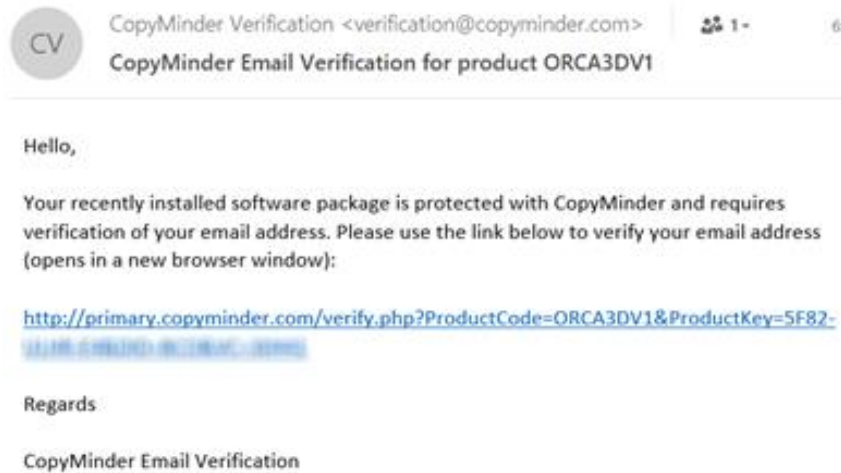 CV
CopyMinder Verification <verification@copyminder.com>
1
6
CopyMinder Email Verification for product ORCA3DV1
Hello,
Your recently installed software package is protected with CopyMinder and requires
verification of your email address. Please use the link below to verify your email address
(opens in a new browser window):
http://primary.copyminder.com/verify.php?ProductCode=ORCA3DV1&ProductKey=5F82-
Regards
CopyMinder Email Verification